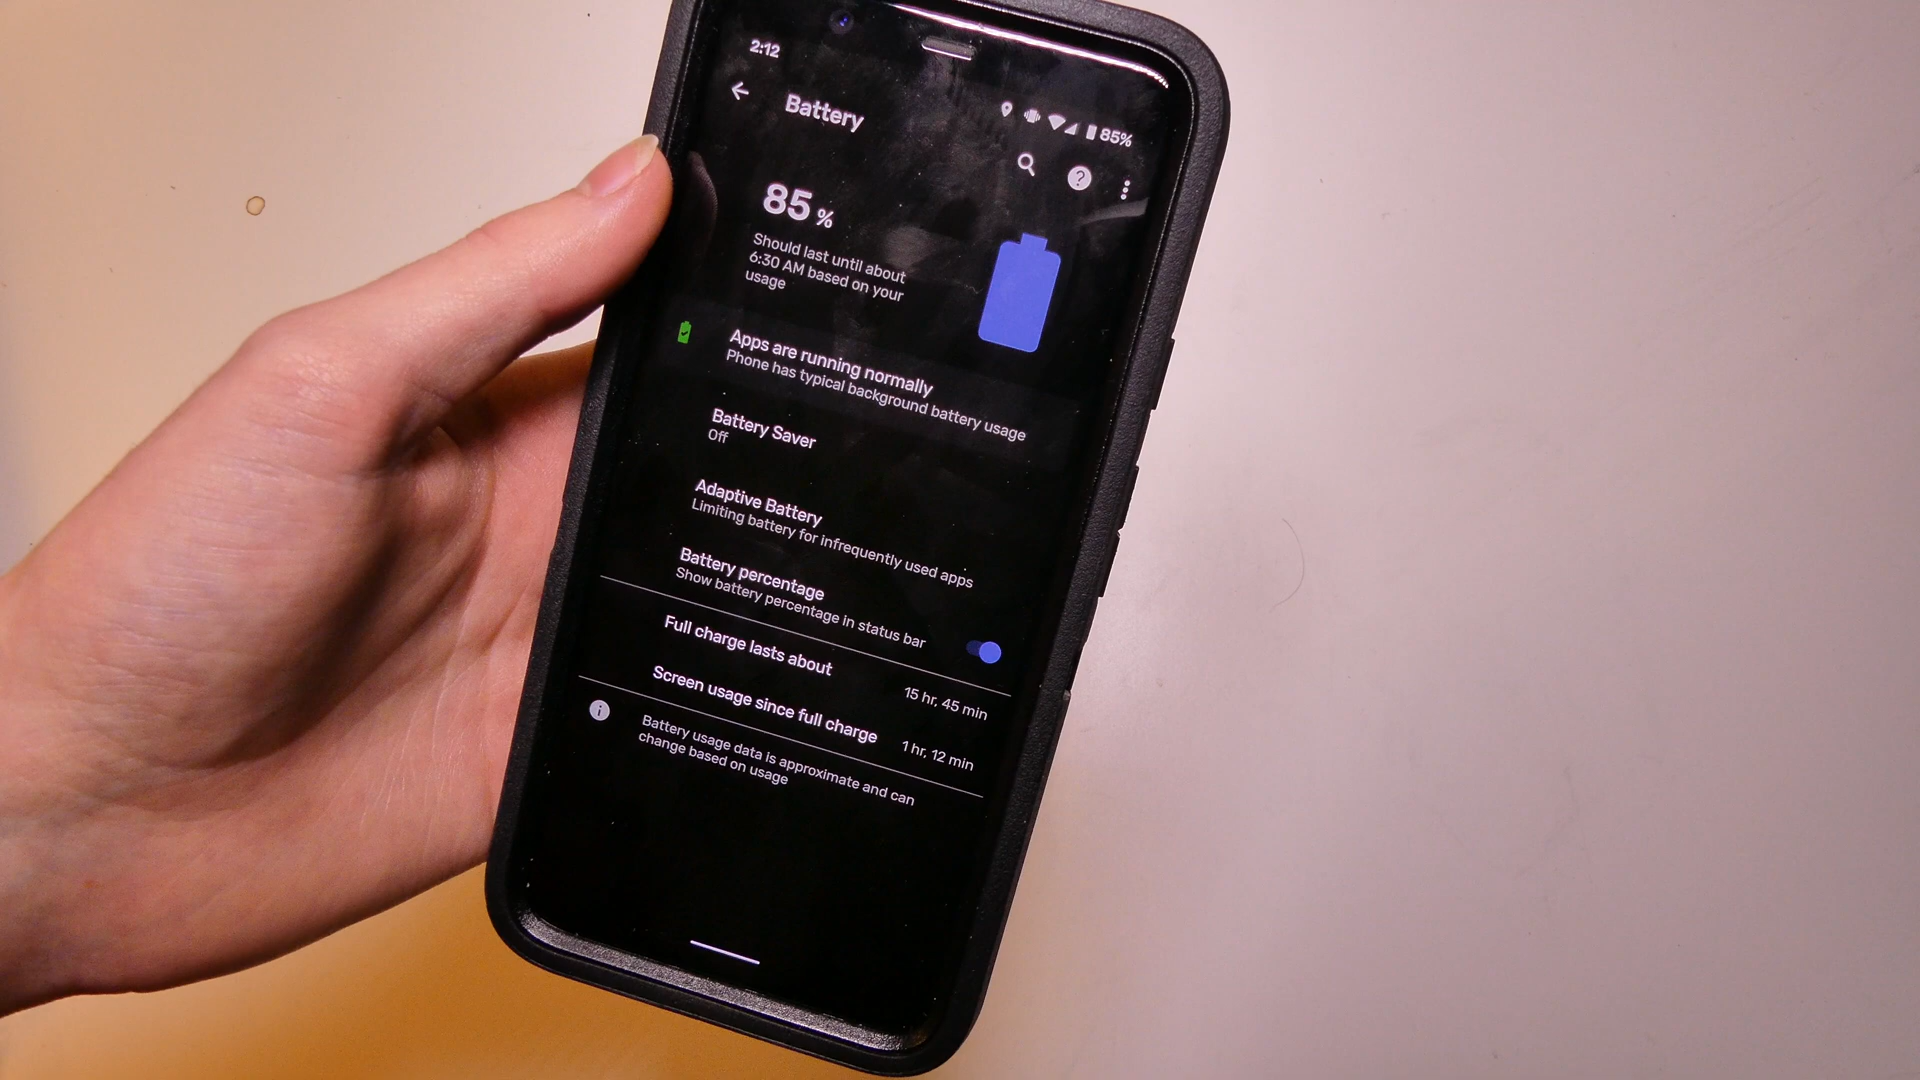 2:12
85%
Battery
85 %
Should last until about
6:30 AM based on your
usage
Apps are running normally
Phone has typical background battery usage
Battery Saver
Off
Adaptive Battery
Limiting battery for infrequently used apps
Battery percentage
Show battery percentage in status bar
Full charge lasts about
15 hr, 45 min
Screen usage since full charge
1 hr, 12 min
Battery usage data is approximate and can
change based on usage